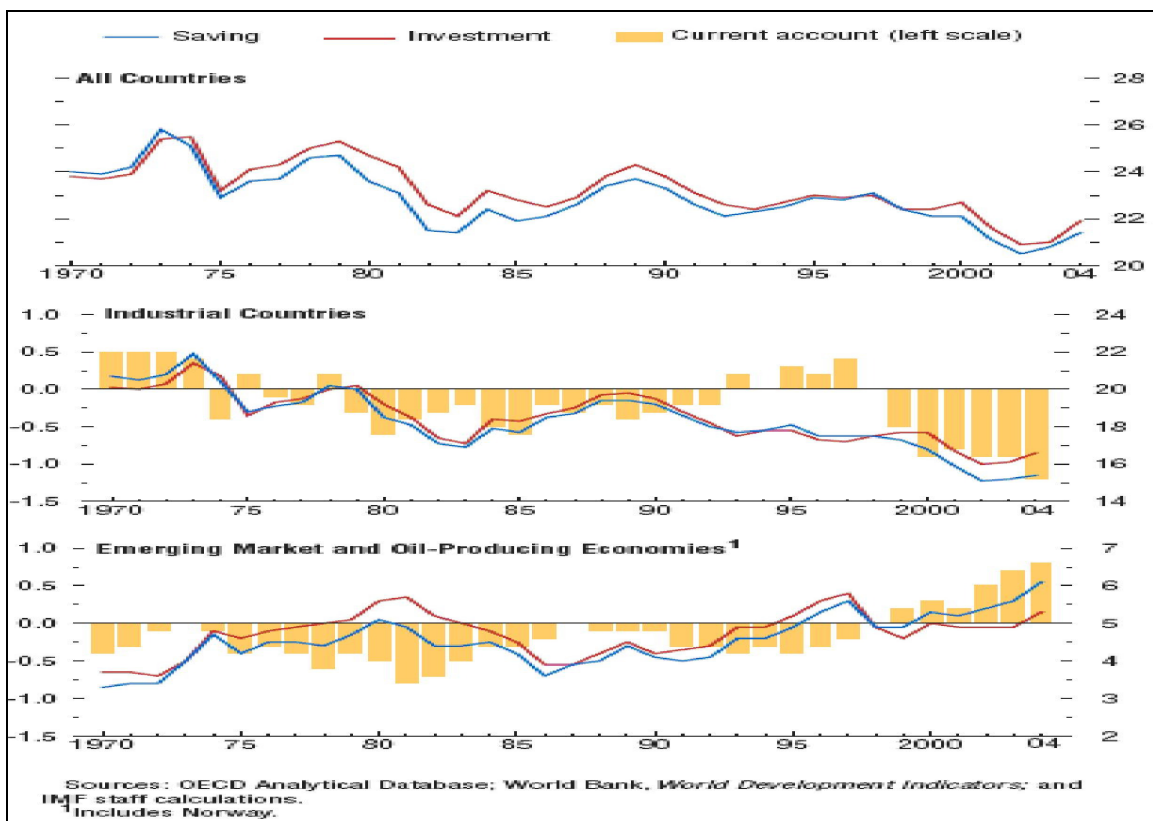 Saving Investment Current account (left scale)
All Countries
28
26
24
22
20
1970 75 80 85 90 95 2000 04
Industrial Countries
1.0 24
0.5 22
0.0 20
-0.5 18
-1.0 16
-1.5 14
1970 75 80 85 90 95 2000 04
Emerging Market and Oil-Producing Economies1
1.0 7
0.5 6
0.0 5
-0.5 4
-1.0 3
-1.5 2
1970 75 80 85 90 95 2000 04
Sources: OECD Analytical Database; World Bank, World Development Indicators; and
IMF staff calculations.
1Includes Norway.